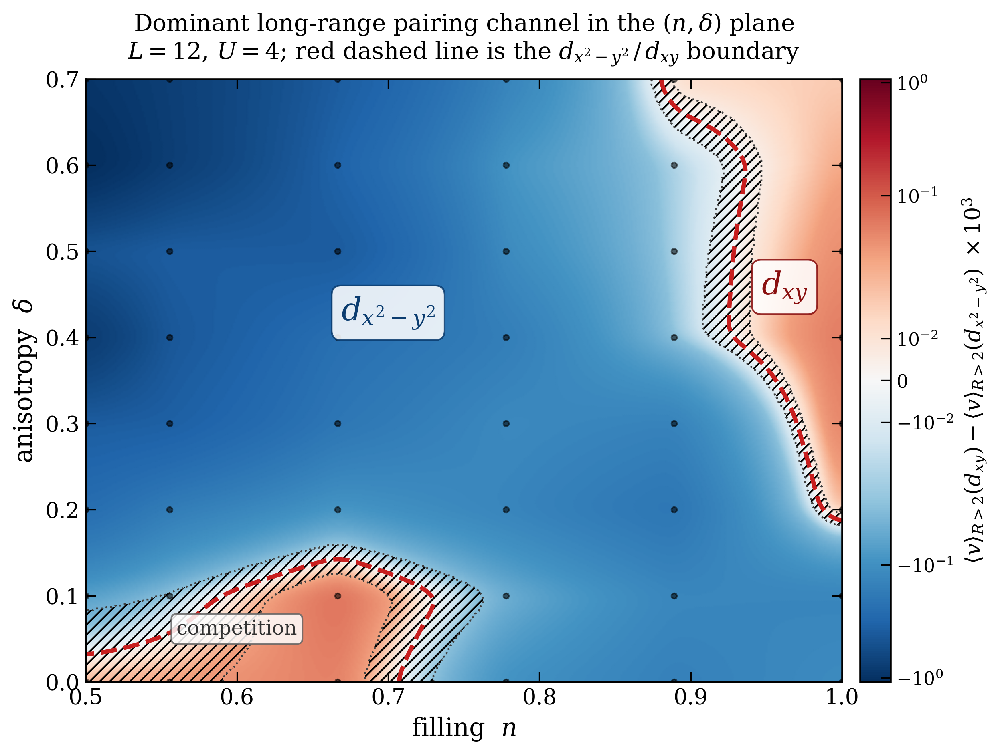 Dominant long-range pairing channel in the (n, δ) plane
L = 12, U = 4; red dashed line is the d_{x² − y²} / d_{xy} boundary
0.7
0.6
0.5
0.4
0.3
0.2
0.1
0.0
anisotropy δ
0.5
0.6
0.7
0.8
0.9
1.0
filling n
d_{x² − y²}
d_{xy}
competition
10⁰
10⁻¹
10⁻²
0
−10⁻²
−10⁻¹
−10⁰
⟨v⟩_{R>2}(d_{xy}) − ⟨v⟩_{R>2}(d_{x² − y²}) × 10³